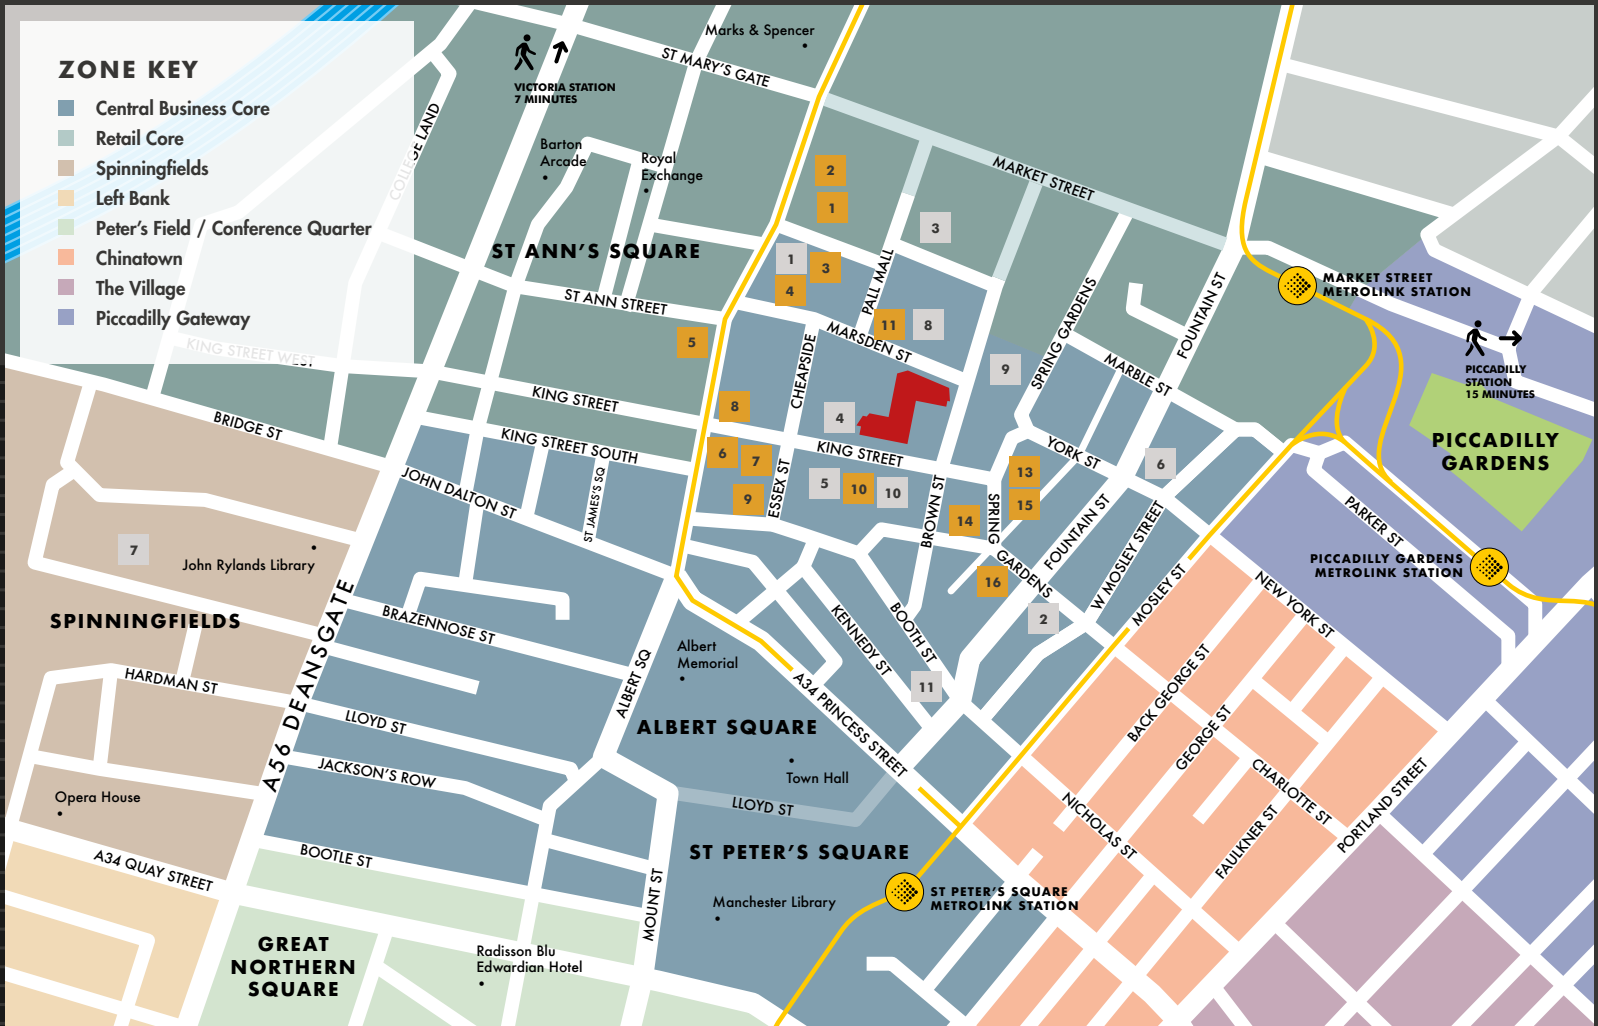 ZONE KEY
Central Business Core
Retail Core
Spinningfields
Left Bank
Peter's Field / Conference Quarter
Chinatown
The Village
Piccadilly Gateway
Marks & Spencer
ST MARY'S GATE
VICTORIA STATION
7 MIINUTES
COLLEGE LAND
Barton
Arcade
Royal
Exchange
MARKET STREET
2
1
3
ST ANN'S SQUARE
1
3
4
PALL MALL
MARKET STREET
METROLINK STATION
ST ANN STREET
SPRING GARDENS
FOUNTAIN ST
11
8
MARSDEN ST
5
KING STREET WEST
CHEAPSIDE
9
MARBLE ST
PICCADILLY
STATION
15 MIINUTES
KING STREET
8
4
BRIDGE ST
KING STREET SOUTH
KING STREET
YORK ST
PICCADILLY
GARDENS
6
7
13
6
JOHN DALTON ST
ST JAMES'S SQ
9
ESSEX ST
5
10
10
BROWN ST
14
SPRING
GARDENS
15
FOUNTAIN ST
W MOSLEY STREET
PARKER ST
7
John Rylands Library
16
PICCADILLY GARDENS
METROLINK STATION
MOSLEY ST
NEW YORK ST
SPINNINGFIELDS
BRAZENNOSE ST
KENNEDY ST
BOOTH ST
2
A56 DEANSGATE
Albert
Memorial
ALBERT SQ
HARDMAN ST
11
BACK GEORGE ST
LLOYD ST
ALBERT SQUARE
A34 PRINCESS STREET
GEORGE ST
JACKSON'S ROW
Town Hall
CHARLOTTE ST
Opera House
LLOYD ST
NICHOLAS ST
FAULKNER ST
PORTLAND STREET
A34 QUAY STREET
BOOTLE ST
ST PETER'S SQUARE
MOUNT ST
Manchester Library
ST PETER'S SQUARE
METROLINK STATION
GREAT
NORTHERN
SQUARE
Radisson Blu
Edwardian Hotel